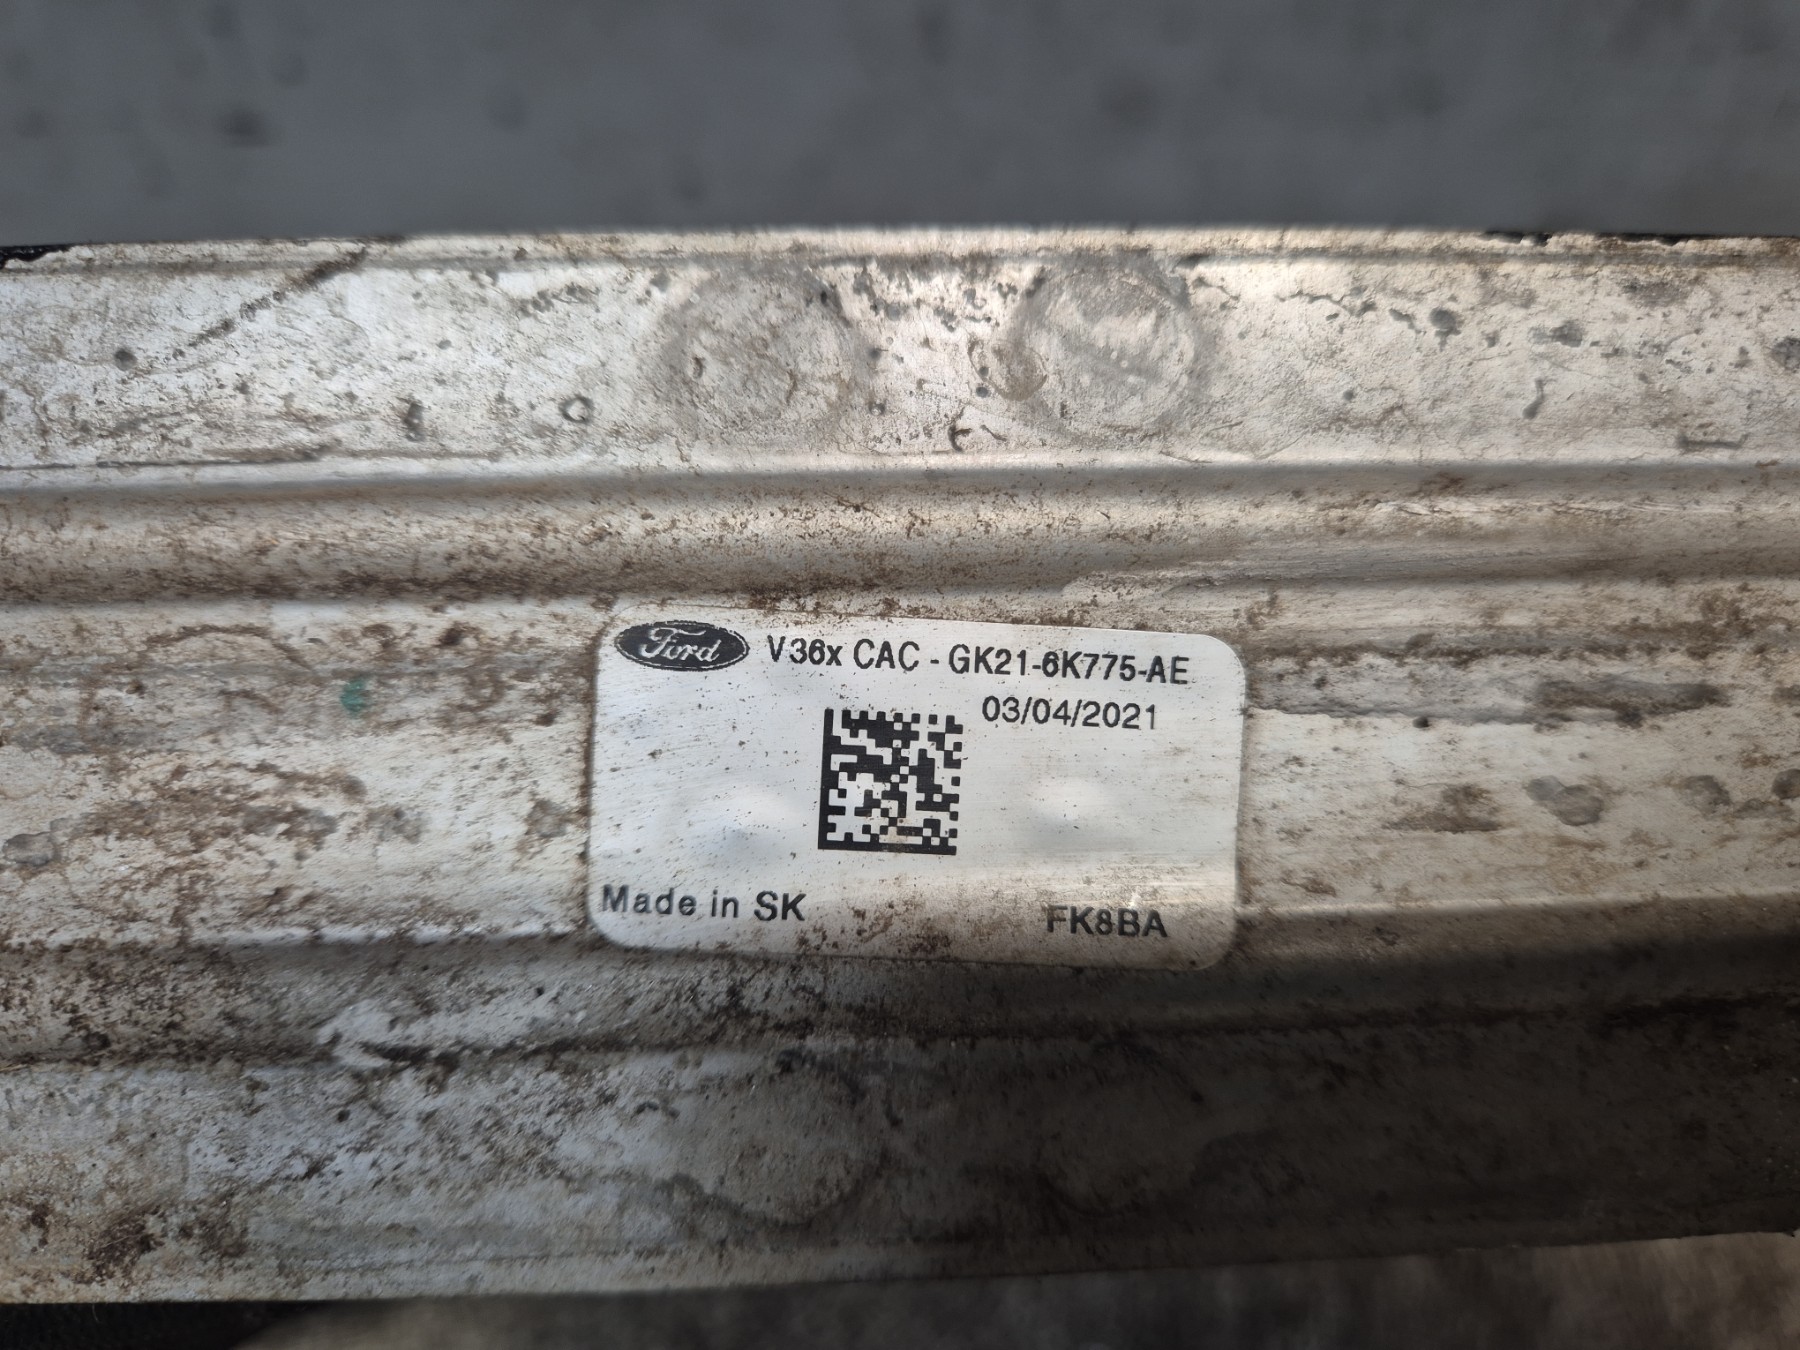 Ford V36x CAC - GK21-6K775-AE
03/04/2021
Made in SK FK8BA